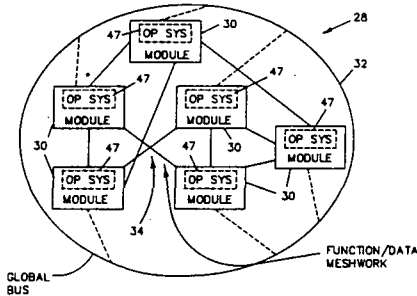 47
30
28
OP SYS
MODULE
32
47
OP SYS
MODULE
47
OP SYS
MODULE
47
OP SYS
MODULE
30
47
OP SYS
MODULE
30
47
OP SYS
MODULE
30
30
34
FUNCTION/DATA
MESHWORK
GLOBAL
BUS